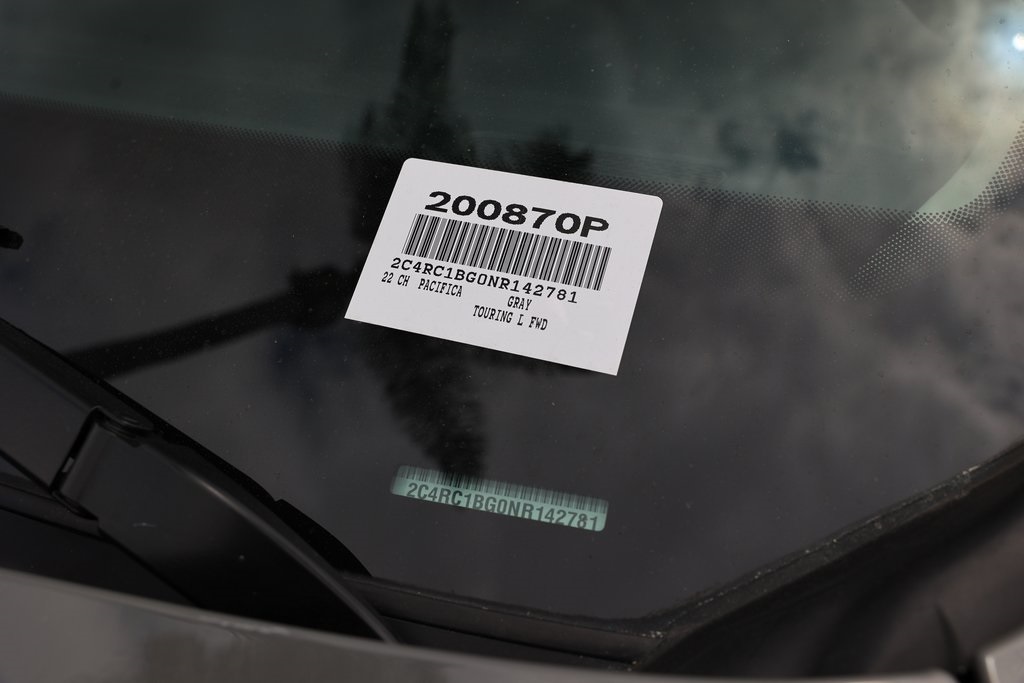 200870P
2C4RC1BG0NR142781
22 CH PACIFICA GRAY
TOURING L FWD
2C4RC1BG0NR142781